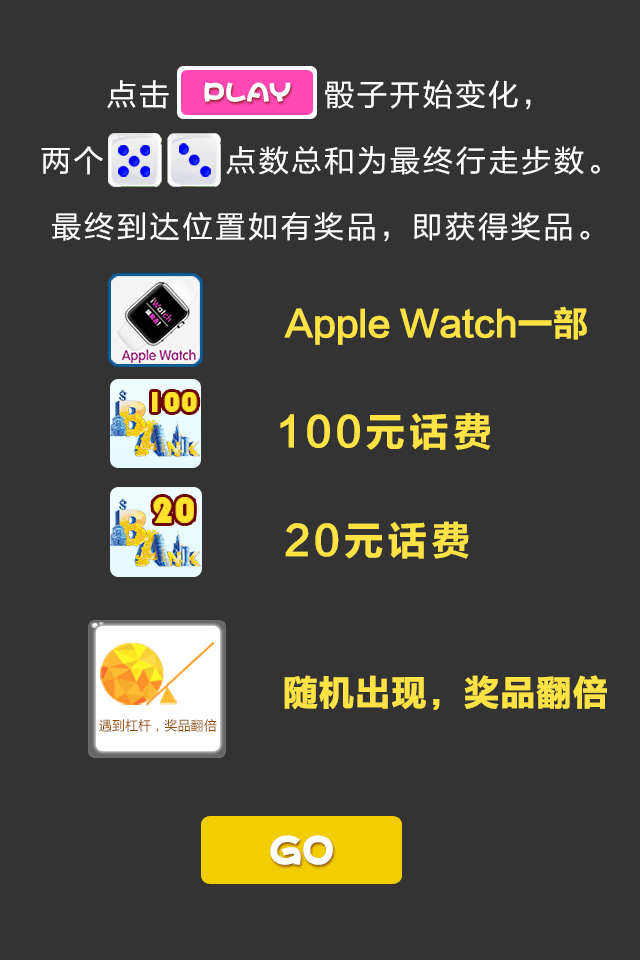 点击 PLAY 骰子开始变化，
两个 点数总和为最终行走步数。
最终到达位置如有奖品，即获得奖品。
iWatch
Apple Watch
Apple Watch一部
$
100
BANK
100元话费
$
20
BANK
20元话费
遇到杠杆，奖品翻倍
随机出现，奖品翻倍
GO